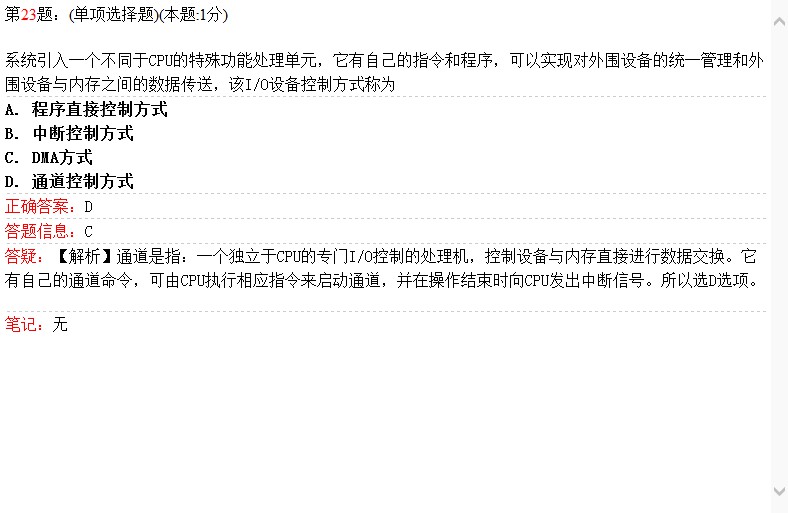 第23题: (单项选择题)(本题:1分)
系统引入一个不同于CPU的特殊功能处理单元，它有自己的指令和程序，可以实现对外围设备的统一管理和外
围设备与内存之间的数据传送，该I/O设备控制方式称为
A. 程序直接控制方式
B. 中断控制方式
C. DMA方式
D. 通道控制方式
正确答案：D
答题信息：C
答疑：【解析】通道是指：一个独立于CPU的专门I/O控制的处理机，控制设备与内存直接进行数据交换。它
有自己的通道命令，可由CPU执行相应指令来启动通道，并在操作结束时向CPU发出中断信号。所以选D选项。
笔记：无